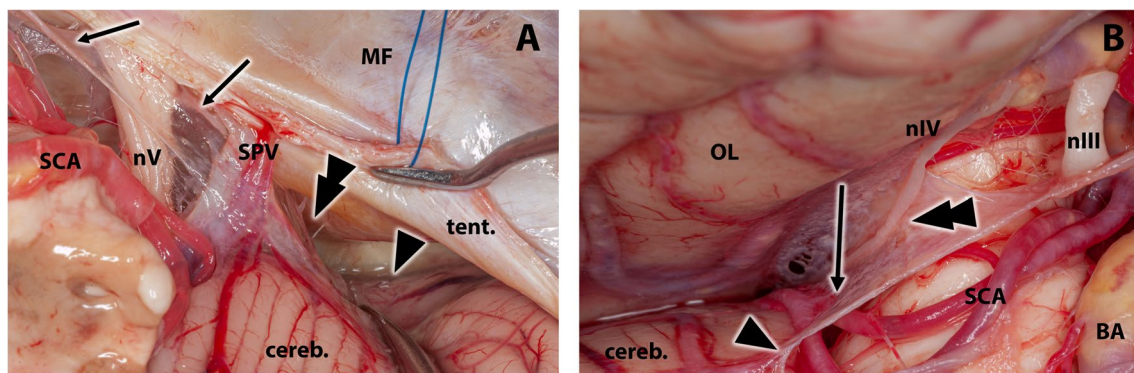 A
MF
nV
SCA
SPV
tent.
cereb.
B
nIV
nIII
OL
SCA
BA
cereb.